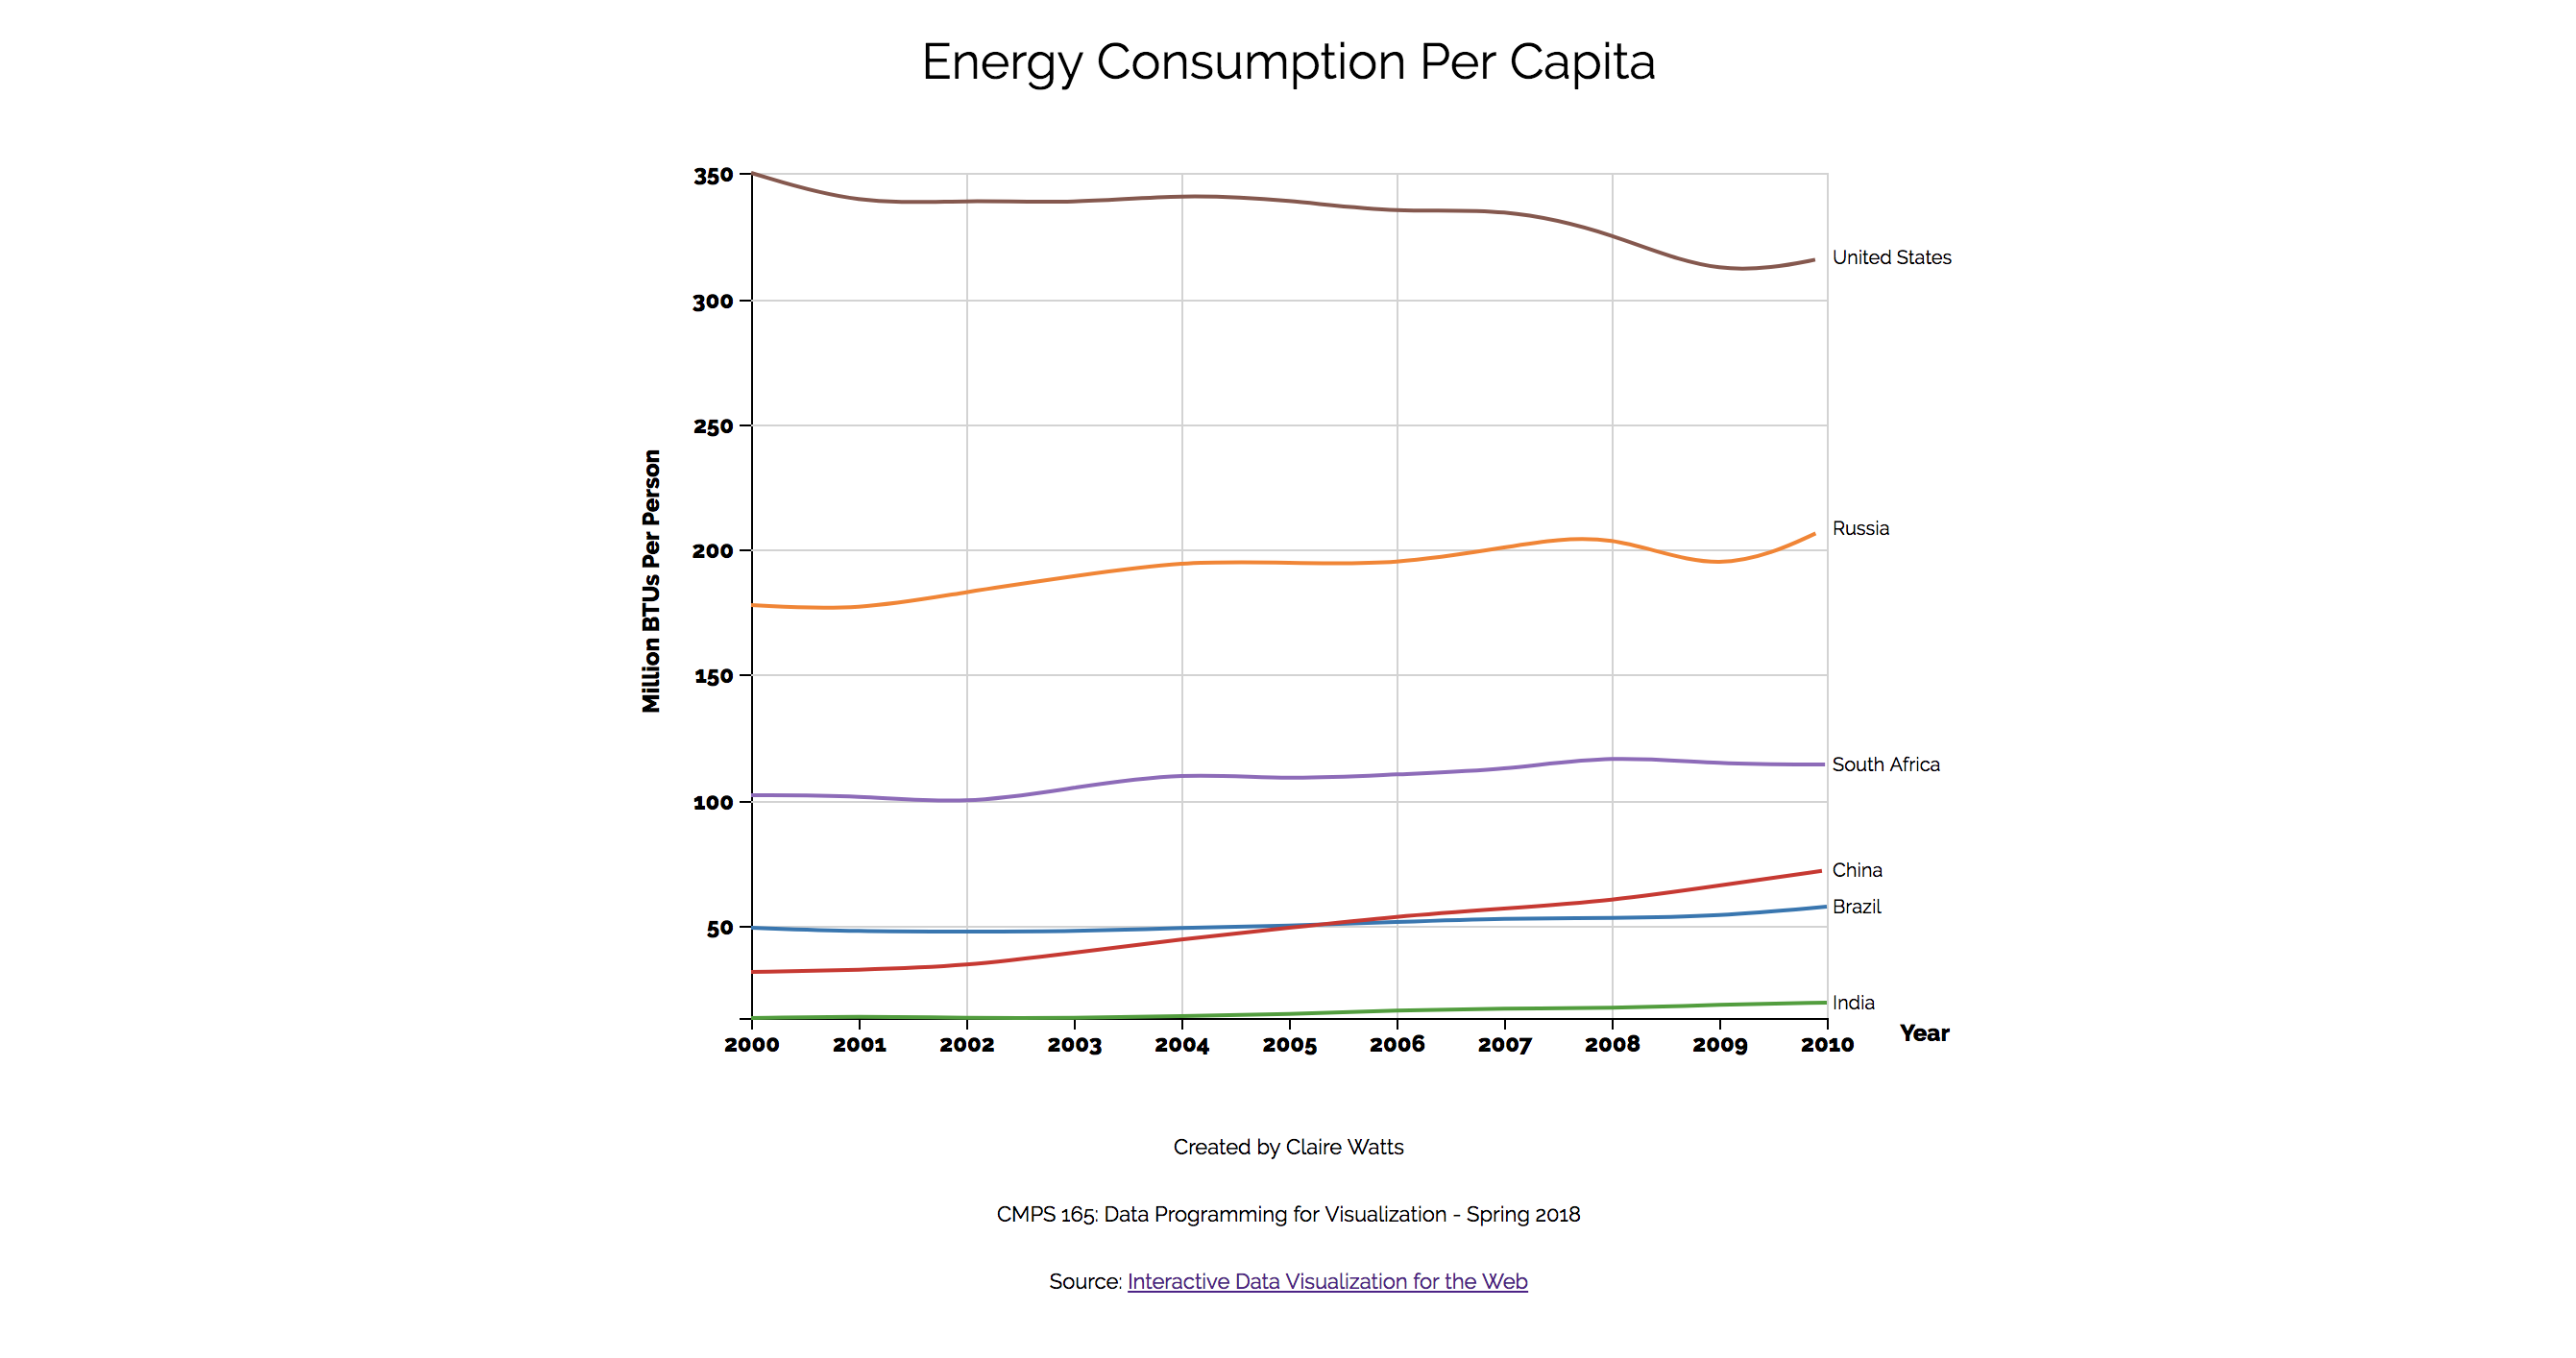 Energy Consumption Per Capita
350
300
250
200
150
100
50
Million BTUs Per Person
United States
Russia
South Africa
China
Brazil
India
2000 2001 2002 2003 2004 2005 2006 2007 2008 2009 2010
Year
Created by Claire Watts
CMPS 165: Data Programming for Visualization - Spring 2018
Source: Interactive Data Visualization for the Web